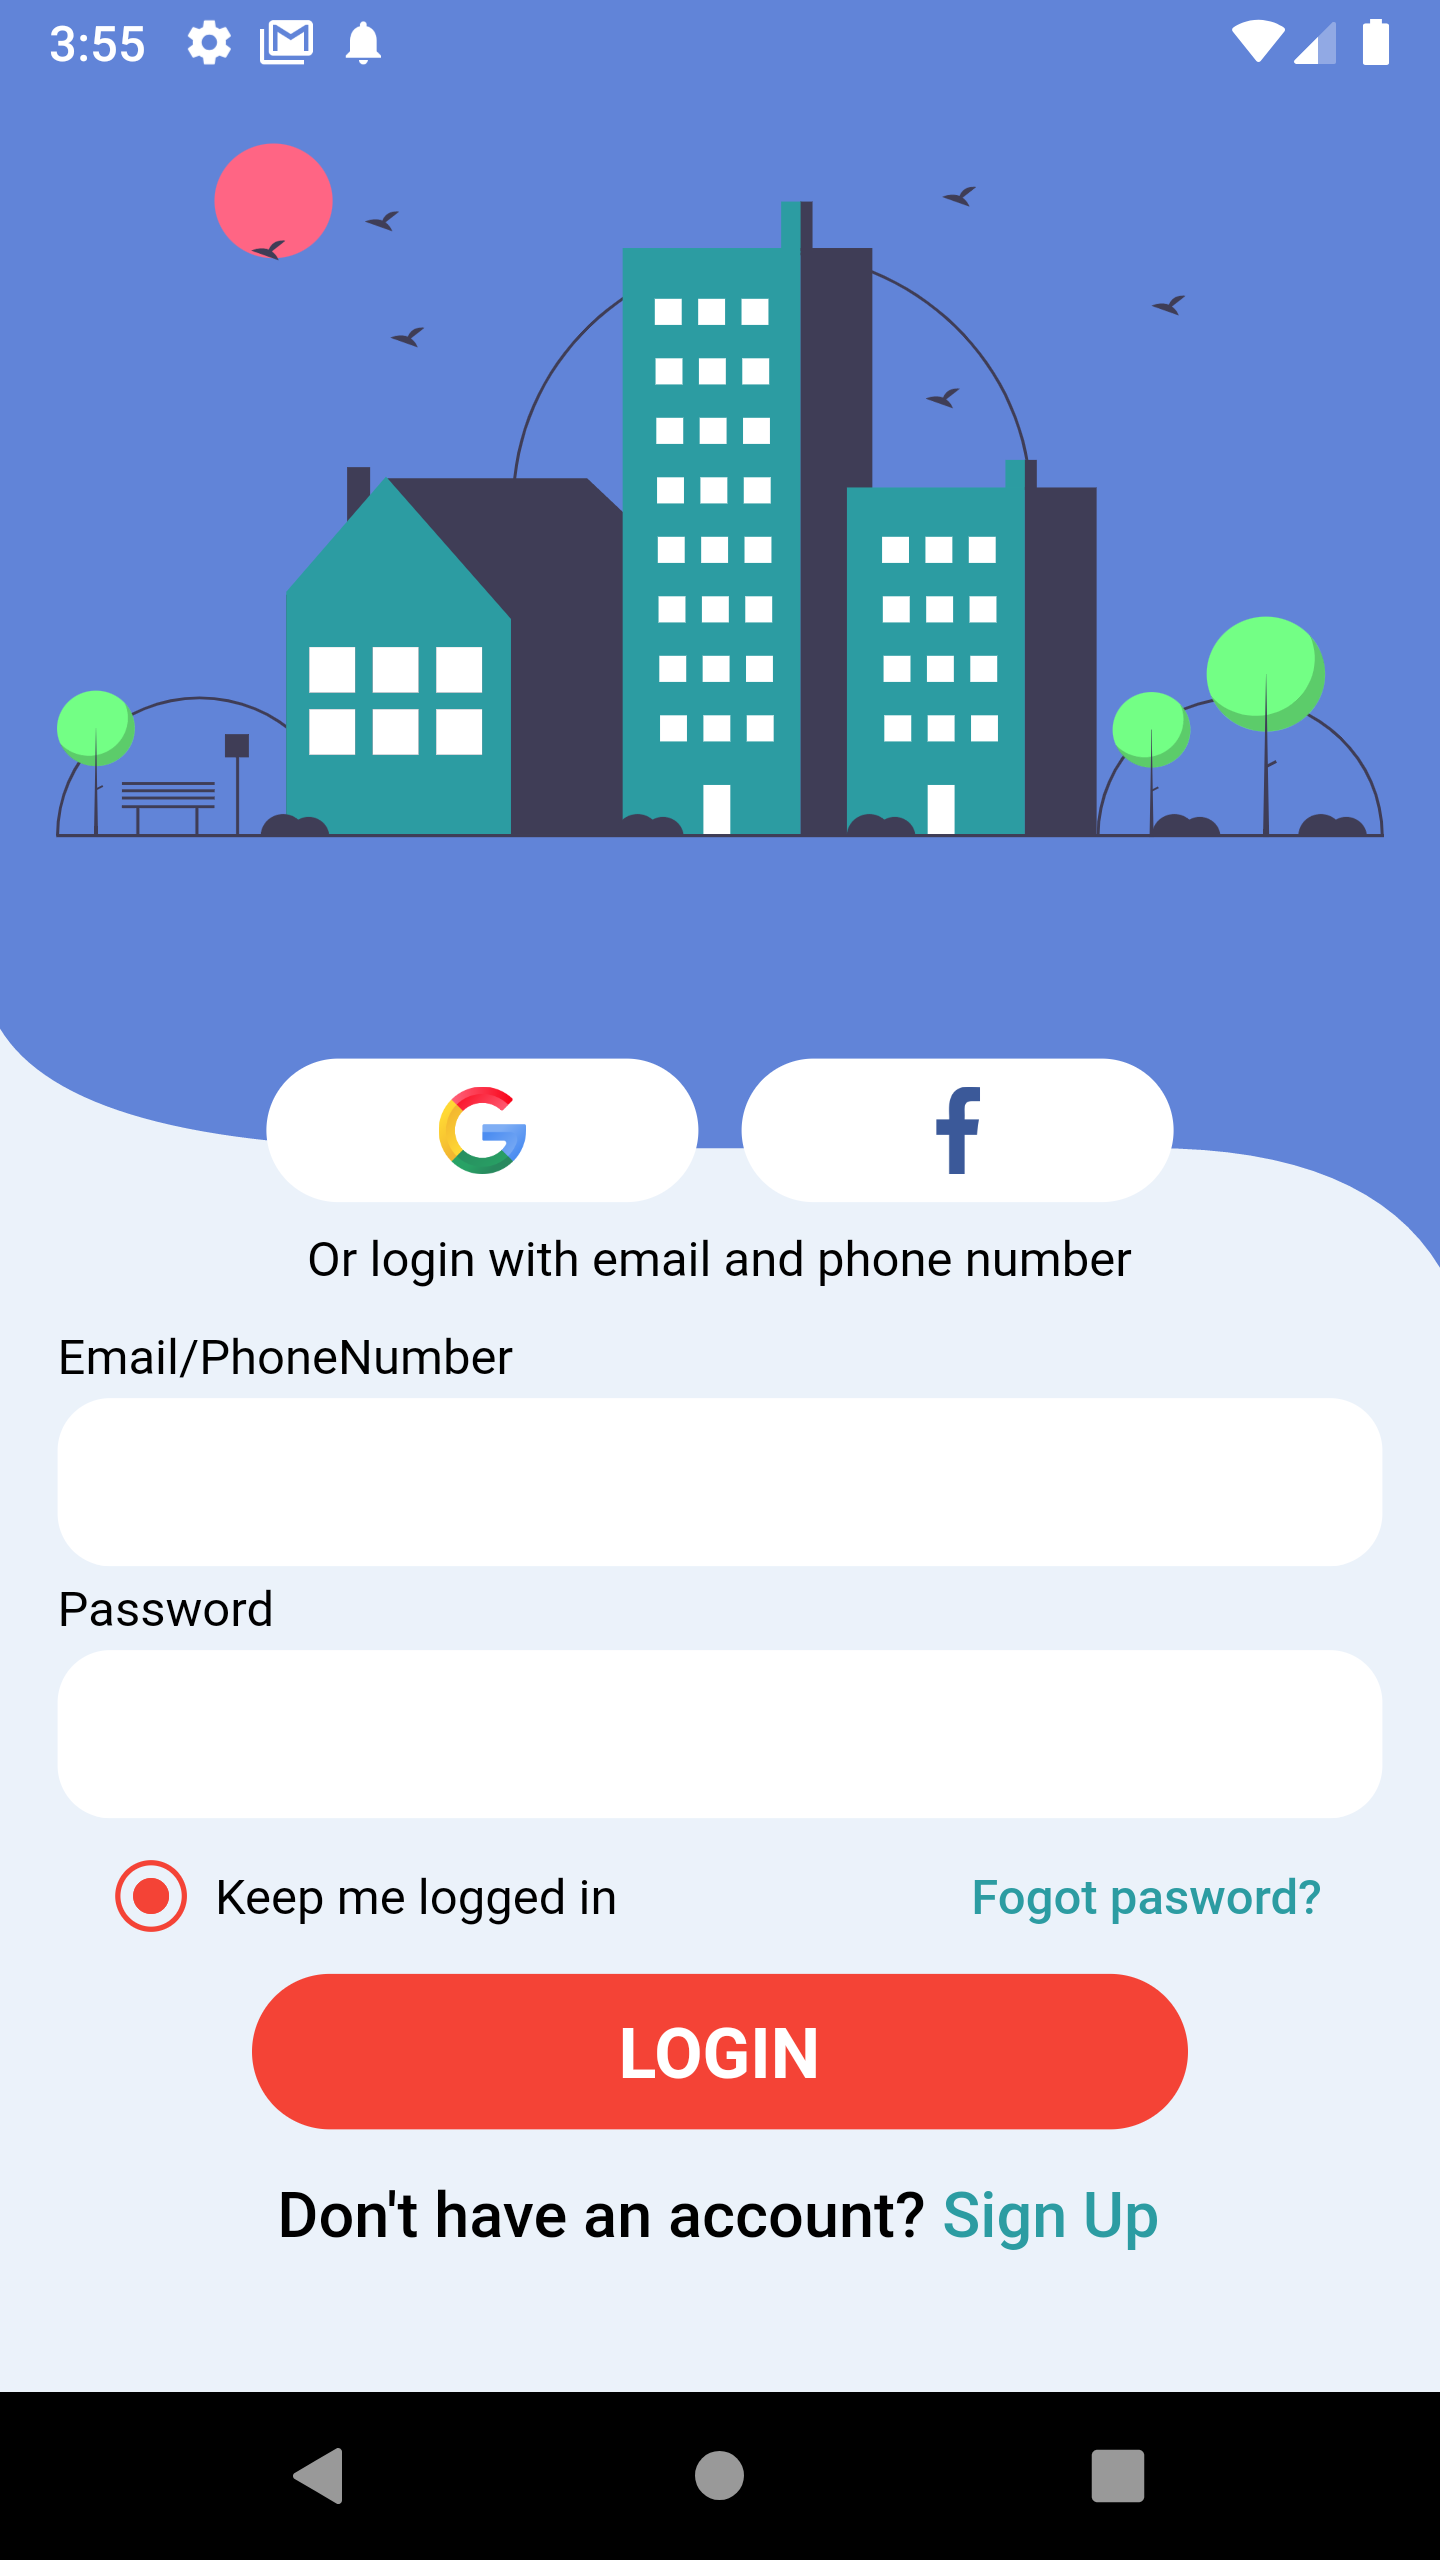 3:55
Or login with email and phone number
Email/PhoneNumber
Password
Keep me logged in
Fogot pasword?
LOGIN
Don't have an account? Sign Up